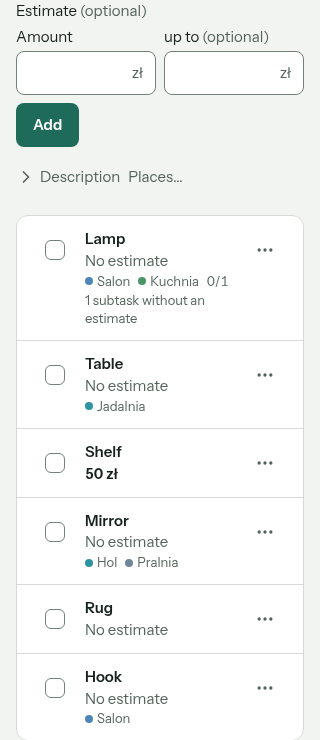 Estimate (optional)
Amount
up to (optional)
zł
zł
Add
Description Places...
Lamp
No estimate
Salon Kuchnia 0/1
1 subtask without an
estimate
Table
No estimate
Jadalnia
Shelf
50 zł
Mirror
No estimate
Hol Pralnia
Rug
No estimate
Hook
No estimate
Salon